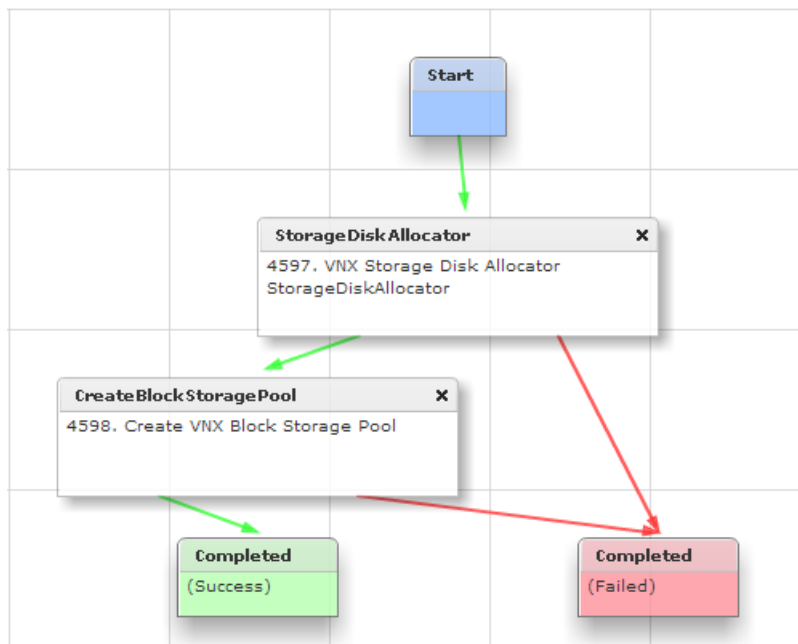 Start
StorageDiskAllocator
4597. VNX Storage Disk Allocator
StorageDiskAllocator
CreateBlockStoragePool
4598. Create VNX Block Storage Pool
Completed
(Success)
Completed
(Failed)